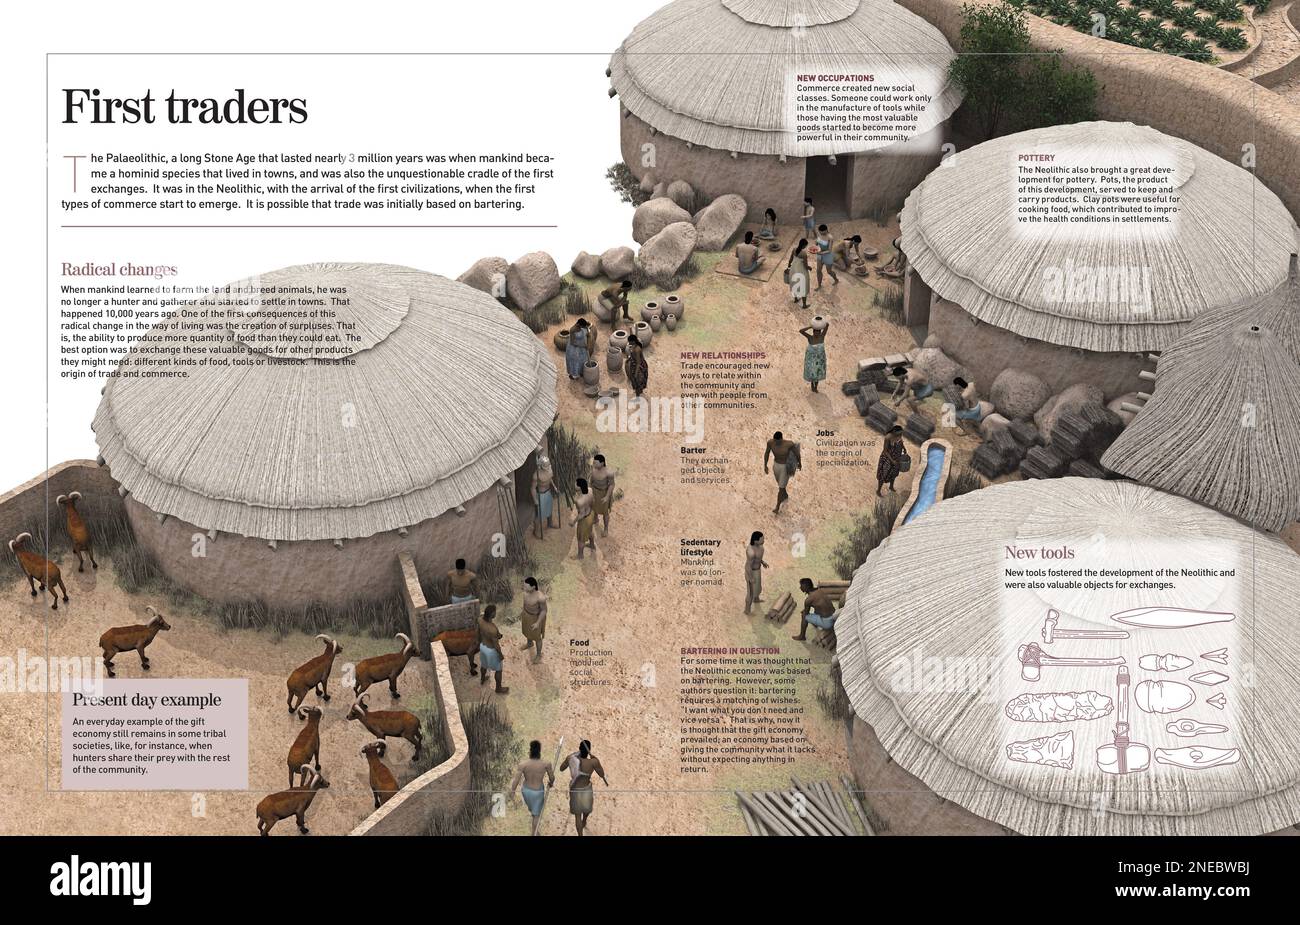 First traders
The Palaeolithic, a long Stone Age that lasted nearly 3 million years was when mankind beca-
me a hominid species that lived in towns, and was also the unquestionable cradle of the first
exchanges. It was in the Neolithic, with the arrival of the first civilizations, when the first
types of commerce start to emerge. It is possible that trade was initially based on bartering.
Radical changes
When mankind learned to farm the land and breed animals, he was
no longer a hunter and gatherer and started to settle in towns. That
happened 10,000 years ago. One of the first consequences of this
radical change in the way of living was the creation of surpluses. That
is, the ability to produce more quantity of food than they could eat. The
best option was to exchange these valuable goods for other products
they might need: different kinds of food, tools or livestock. This is the
origin of trade and commerce.
NEW OCCUPATIONS
Commerce created new social
classes. Someone could work only
in the manufacture of tools while
those having the most valuable
goods started to become more
powerful in their community.
POTTERY
The Neolithic also brought a great deve-
lopment for pottery. Pots, the product
of this development, served to keep and
carry products. Clay pots were useful for
cooking food, which contributed to impro-
ve the health conditions in settlements.
NEW RELATIONSHIPS
Trade encouraged new
ways to relate within
the community and
even with people from
other communities.
Barter
They exchan-
ged objects
and services.
Jobs
Civilization was
the origin of
specialization.
Sedentary
lifestyle
Mankind
was no lon-
ger nomad.
Food
Production
modified
social
structures.
BARTERING IN QUESTION
For some time it was thought that
the Neolithic economy was based
on bartering. However, some
authors question it: bartering
requires a matching of wishes:
"I want what you don't need and
vice versa". That is why, now it
is thought that the gift economy
prevailed; an economy based on
giving the community what it lacks
without expecting anything in
return.
New tools
New tools fostered the development of the Neolithic and
were also valuable objects for exchanges.
Present day example
An everyday example of the gift
economy still remains in some tribal
societies, like, for instance, when
hunters share their prey with the rest
of the community.
alamy
alamy
Image ID: 2NEBWBJ
www.alamy.com